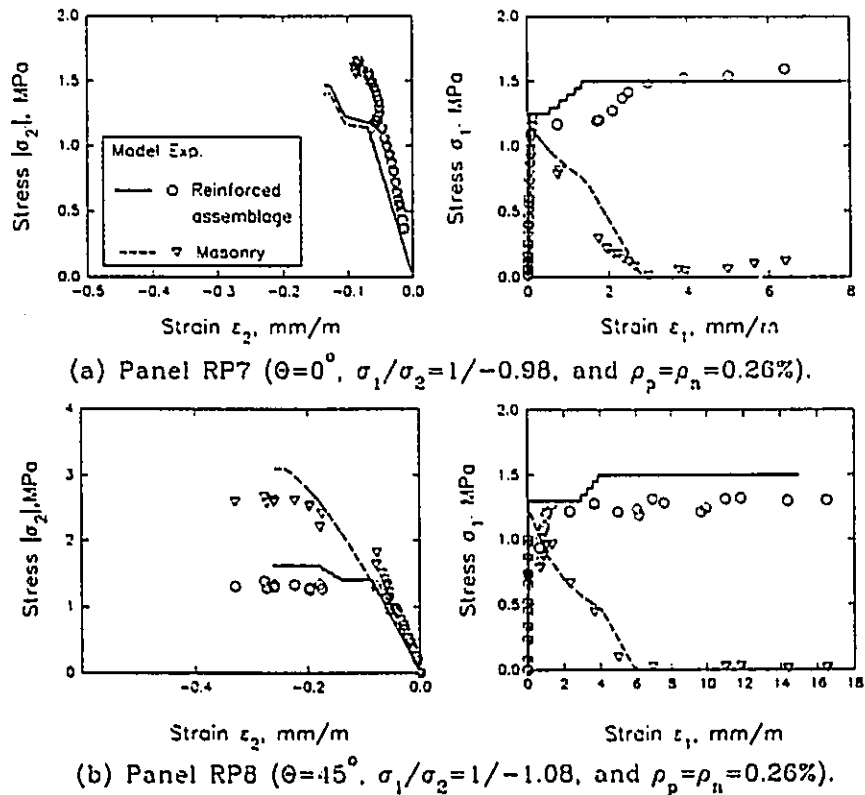 2.0
1.5
1.0
0.5
0.0
Stress |σ₂|, MPa
Model Exp.
Reinforced
assemblage
Masonry
-0.5 -0.4 -0.3 -0.2 -0.1 0.0
Strain ε₂, mm/m
2.0
1.5
1.0
0.5
0.0
Stress σ₁. MPa
0 2 4 6 8
Strain ε₁, mm/m
(a) Panel RP7 (Θ=0°, σ₁/σ₂=1/-0.98, and ρₚ=ρₙ=0.26%).
4
3
2
1
0
Stress |σ₂|,MPa
-0.4 -0.2 0.0
Strain ε₂, mm/m
2.0
1.5
1.0
0.5
0.0
Stress σ₁. MPa
0 2 4 6 8 10 12 14 16 18
Strain ε₁, mm/m
(b) Panel RP8 (Θ=45°, σ₁/σ₂=1/-1.08, and ρₚ=ρₙ=0.26%).